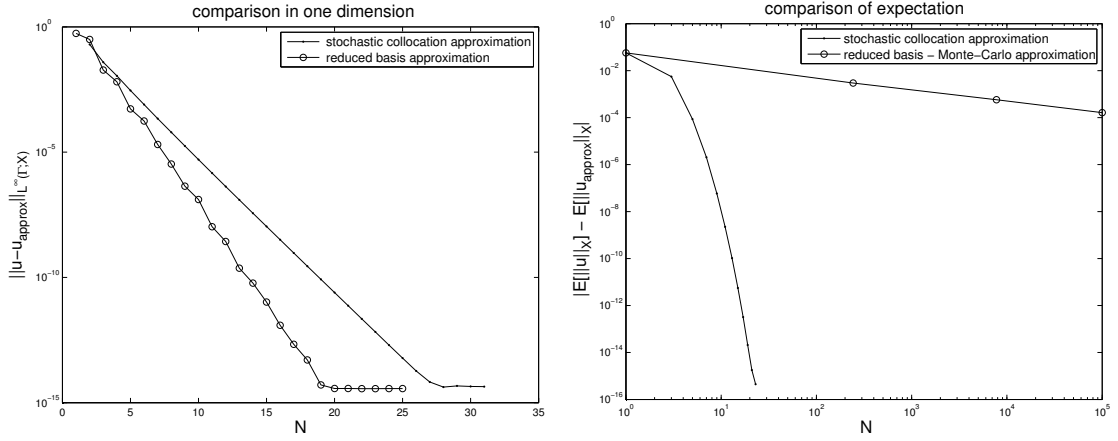 comparison in one dimension
10^0
10^−5
10^−10
10^−15
0 5 10 15 20 25 30 35
N
||u−u_approx||_L^∞(Γ;X)
stochastic collocation approximation
reduced basis approximation
comparison of expectation
10^0
10^−2
10^−4
10^−6
10^−8
10^−10
10^−12
10^−14
10^−16
10^0 10^1 10^2 10^3 10^4 10^5
N
|E[||u||_X] − E[||u_approx||_X|
stochastic collocation approximation
reduced basis − Monte−Carlo approximation